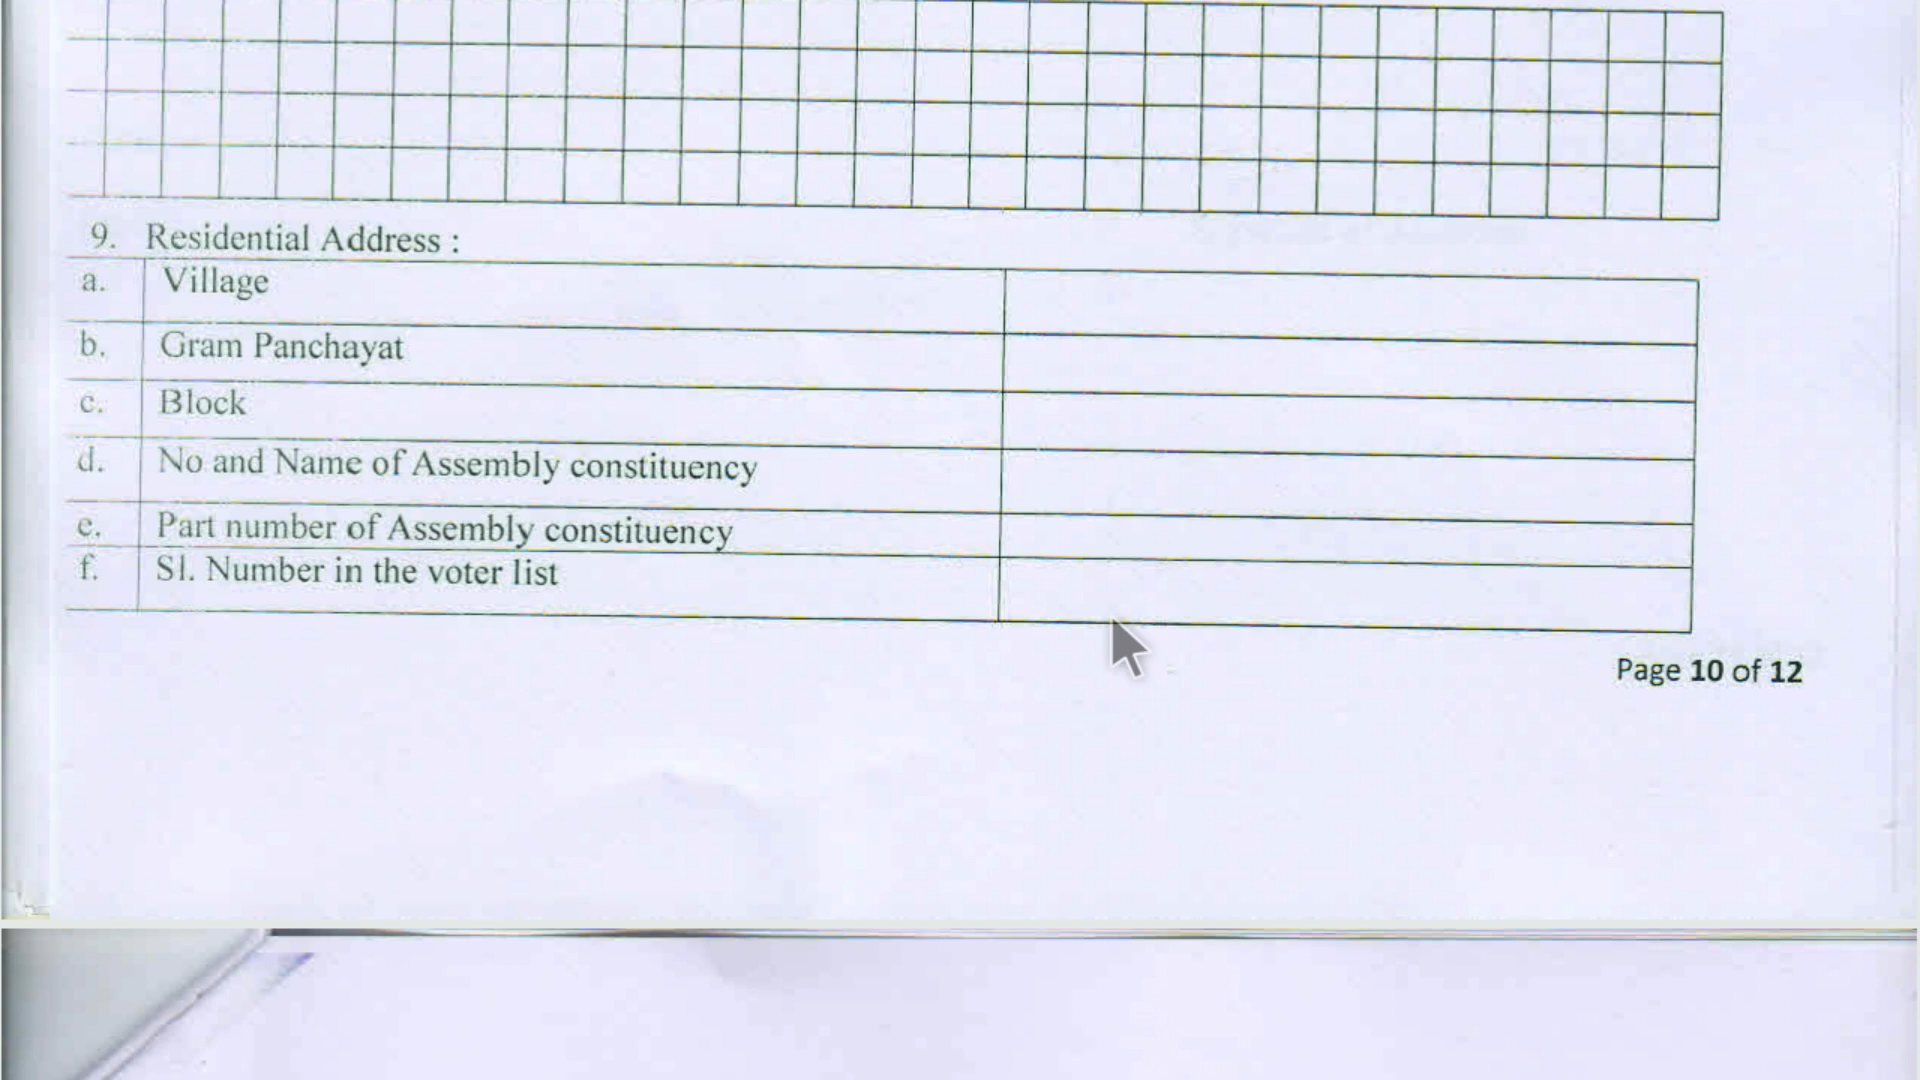 9. Residential Address :
a. Village
b. Gram Panchayat
c. Block
d. No and Name of Assembly constituency
e. Part number of Assembly constituency
f. Sl. Number in the voter list
Page 10 of 12